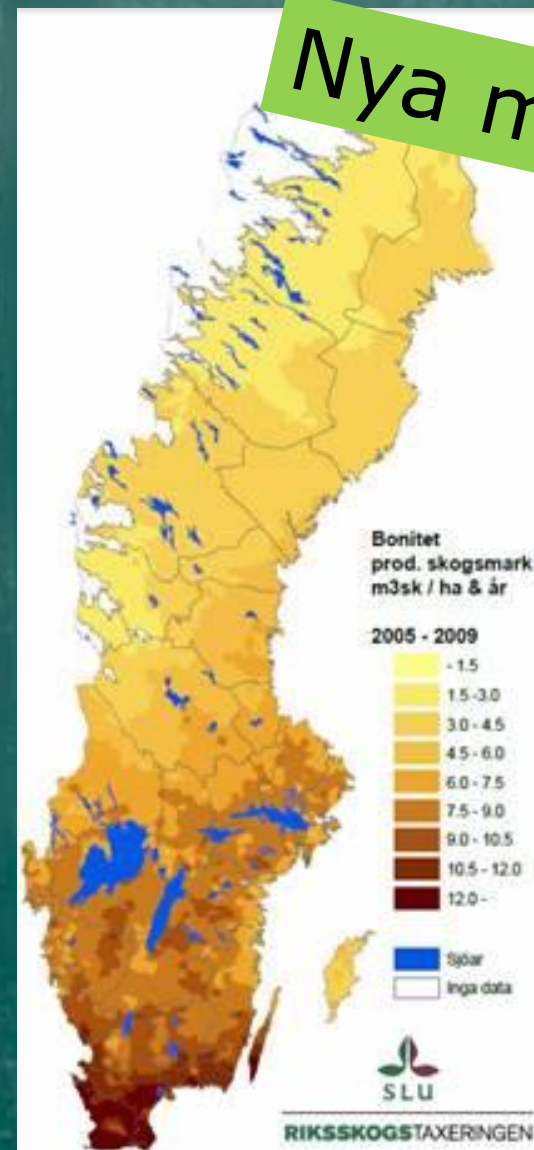 Nya m
Bonitet
prod. skogsmark
m3sk / ha & år
2005 - 2009
- 1.5
1.5 -3.0
3.0 - 4.5
4.5 - 6.0
6.0 - 7.5
7.5 - 9.0
9.0 - 10.5
10.5 - 12.0
12.0 -
Sjöar
Inga data
SLU
RIKSSKOGSTAXERINGEN